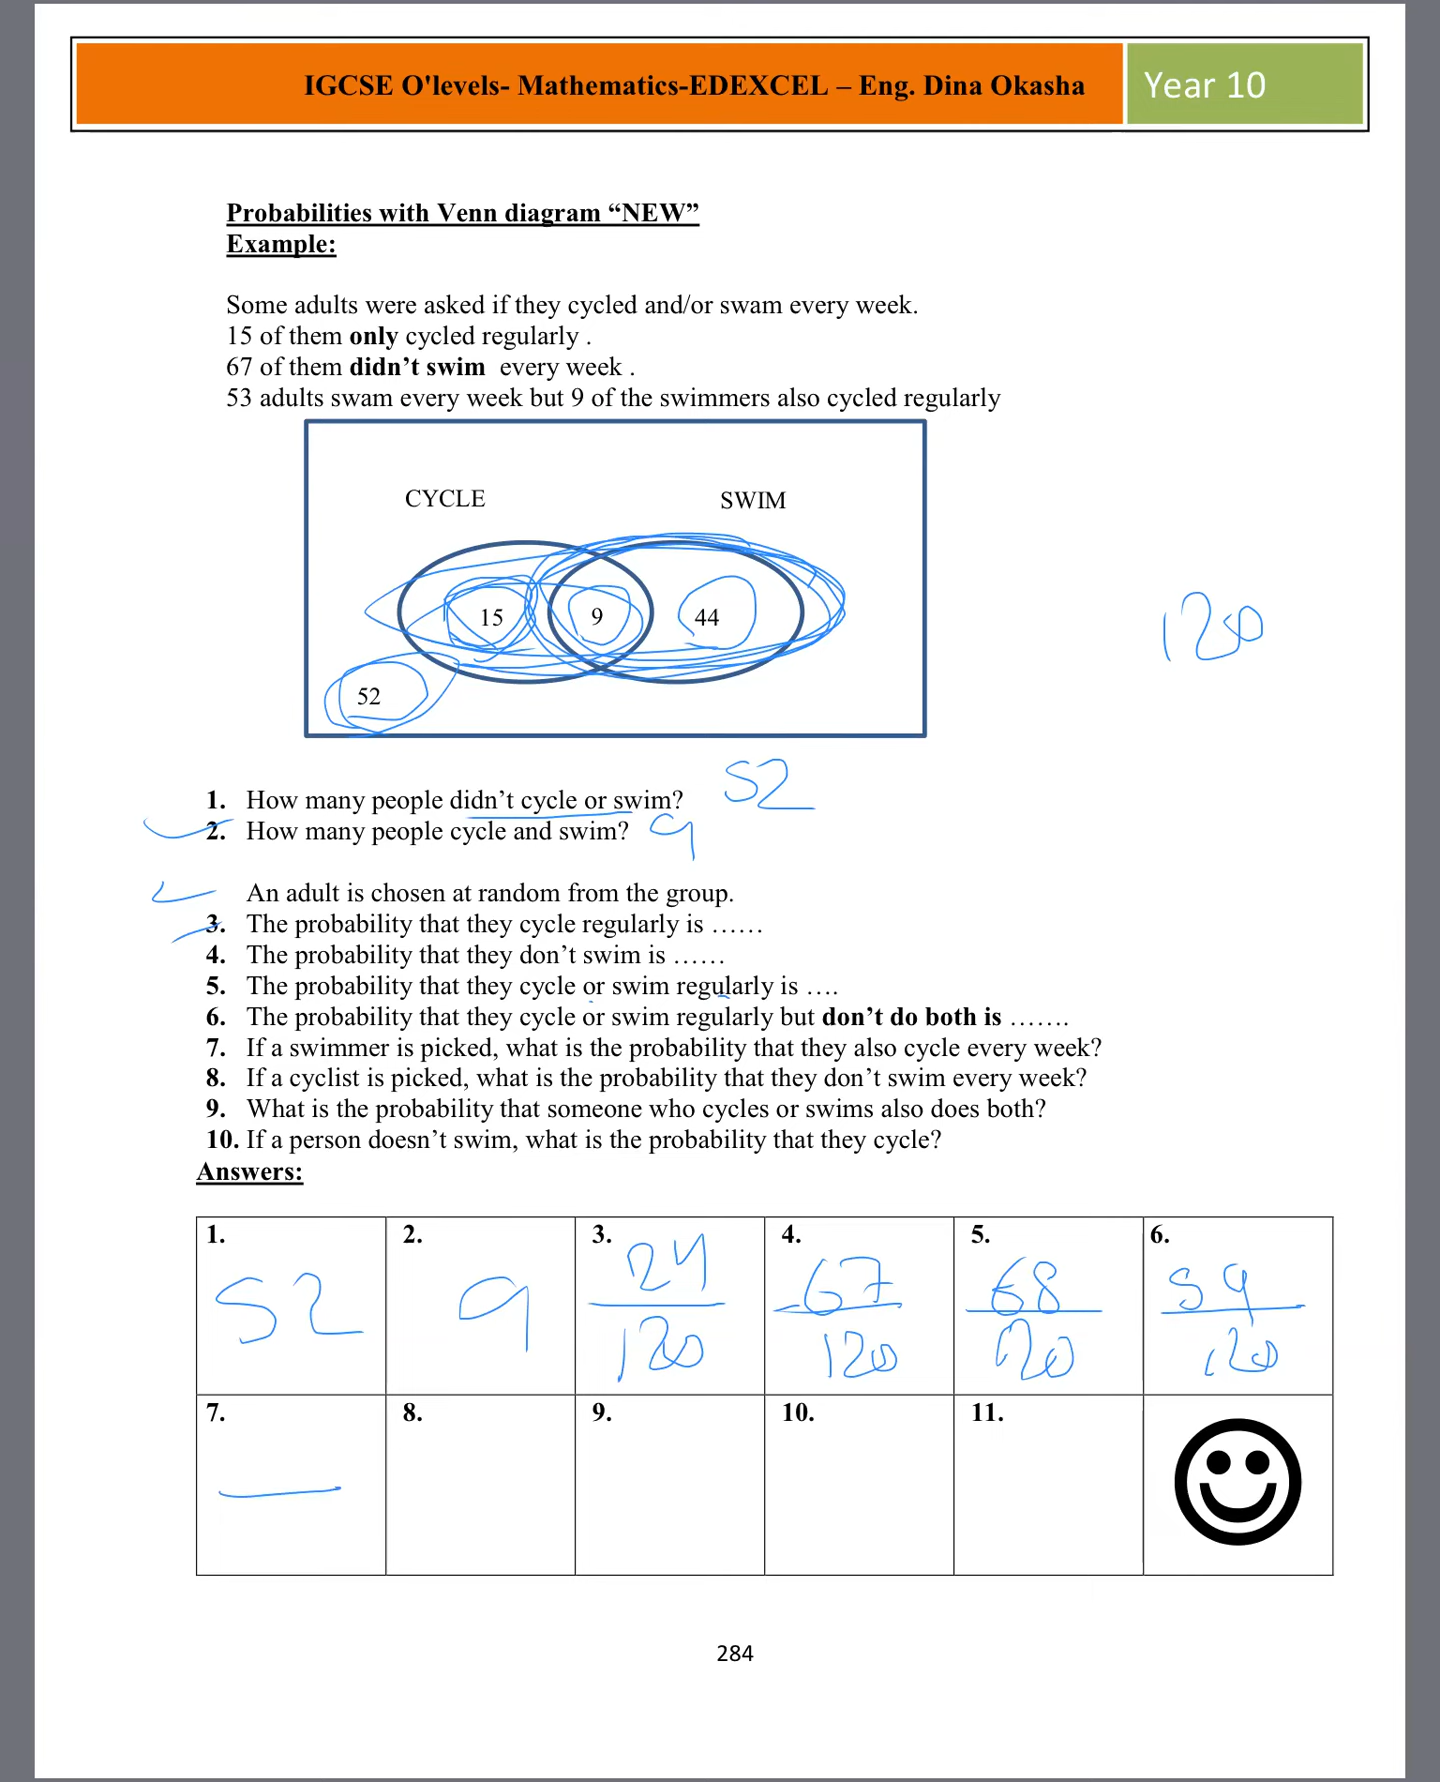 IGCSE O'levels- Mathematics-EDEXCEL – Eng. Dina Okasha
Year 10
Probabilities with Venn diagram “NEW”
Example:
Some adults were asked if they cycled and/or swam every week.
15 of them only cycled regularly .
67 of them didn’t swim  every week .
53 adults swam every week but 9 of the swimmers also cycled regularly
CYCLE SWIM
15 9 44
120
52
1. How many people didn’t cycle or swim? 52
2. How many people cycle and swim? 9
An adult is chosen at random from the group.
3. The probability that they cycle regularly is ……
4. The probability that they don’t swim is ……
5. The probability that they cycle or swim regularly is ….
6. The probability that they cycle or swim regularly but don’t do both is …….
7. If a swimmer is picked, what is the probability that they also cycle every week?
8. If a cyclist is picked, what is the probability that they don’t swim every week?
9. What is the probability that someone who cycles or swims also does both?
10. If a person doesn’t swim, what is the probability that they cycle?
Answers:
1. 2. 3. 4. 5. 6.
52 9 24 67 68 59
120 120 120 120
7. 8. 9. 10. 11.
284